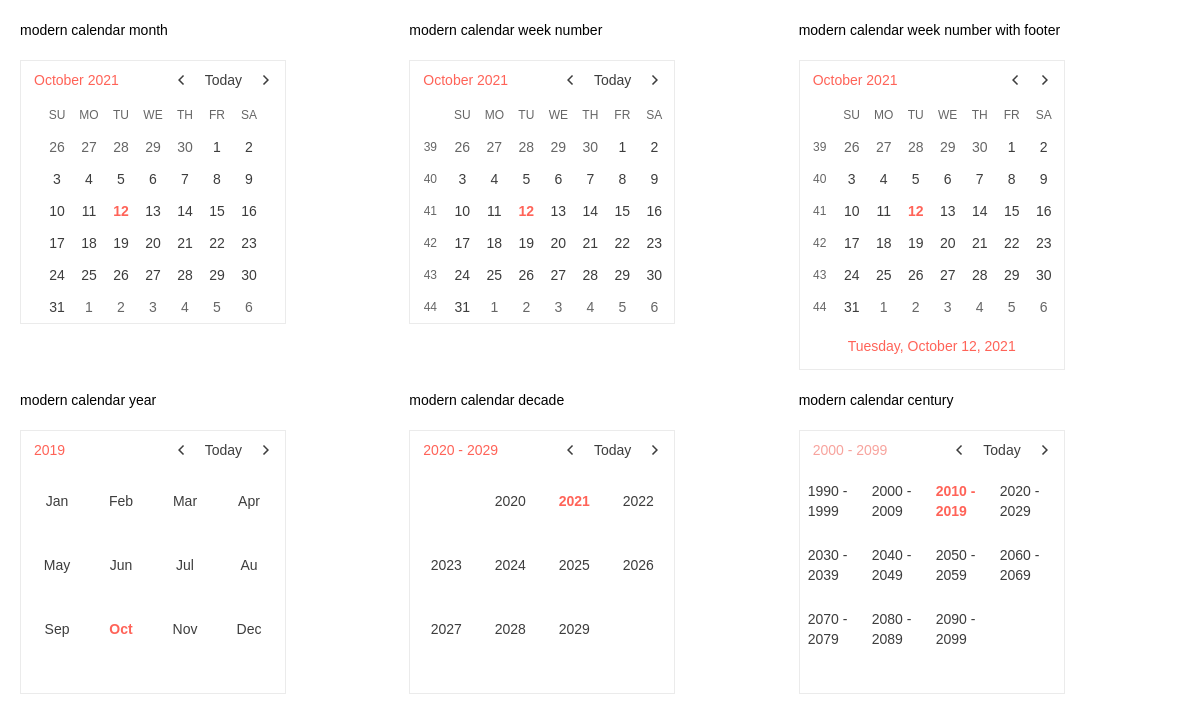 modern calendar month
October 2021 Today
SU MO TU WE TH FR SA
26 27 28 29 30 1 2
3 4 5 6 7 8 9
10 11 12 13 14 15 16
17 18 19 20 21 22 23
24 25 26 27 28 29 30
31 1 2 3 4 5 6
modern calendar week number
October 2021 Today
SU MO TU WE TH FR SA
39 26 27 28 29 30 1 2
40 3 4 5 6 7 8 9
41 10 11 12 13 14 15 16
42 17 18 19 20 21 22 23
43 24 25 26 27 28 29 30
44 31 1 2 3 4 5 6
modern calendar week number with footer
October 2021
SU MO TU WE TH FR SA
39 26 27 28 29 30 1 2
40 3 4 5 6 7 8 9
41 10 11 12 13 14 15 16
42 17 18 19 20 21 22 23
43 24 25 26 27 28 29 30
44 31 1 2 3 4 5 6
Tuesday, October 12, 2021
modern calendar year
2019 Today
Jan Feb Mar Apr
May Jun Jul Au
Sep Oct Nov Dec
modern calendar decade
2020 - 2029 Today
2020 2021 2022
2023 2024 2025 2026
2027 2028 2029
modern calendar century
2000 - 2099 Today
1990 - 2000 - 2010 - 2020 -
1999 2009 2019 2029
2030 - 2040 - 2050 - 2060 -
2039 2049 2059 2069
2070 - 2080 - 2090 -
2079 2089 2099